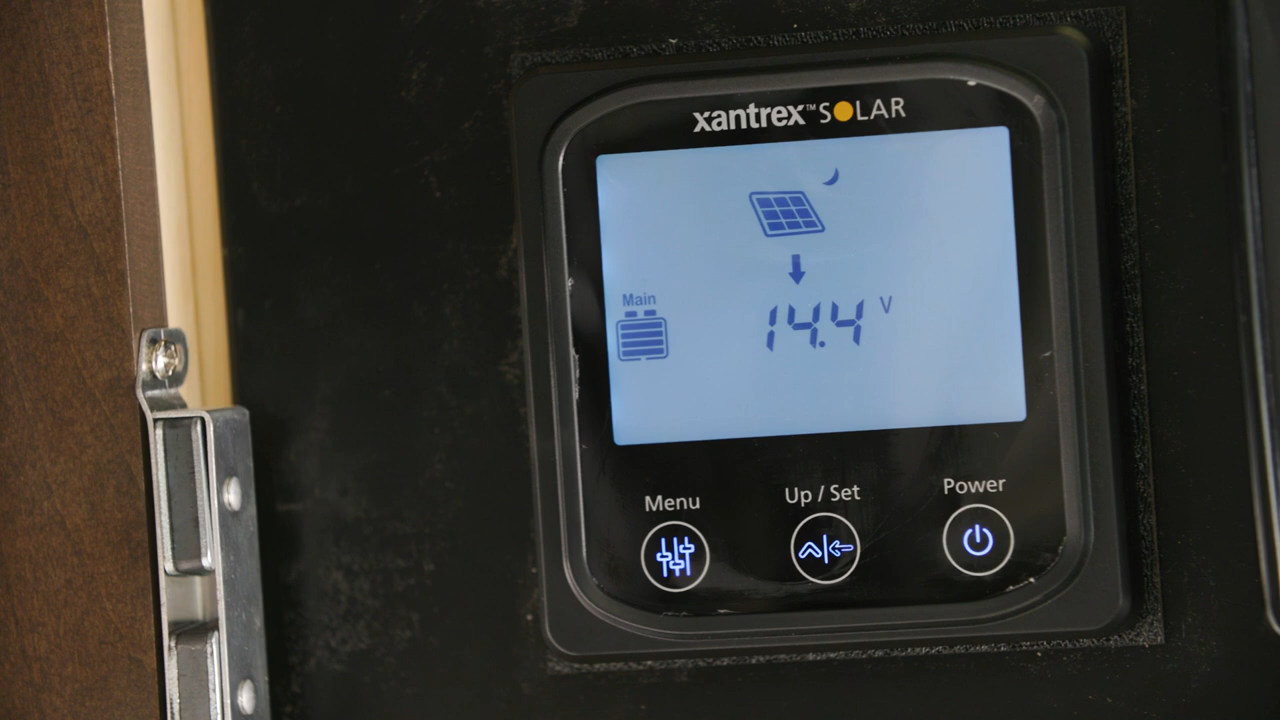 xantrex™ SOLAR
Main
14.4 V
Menu
Up / Set
Power